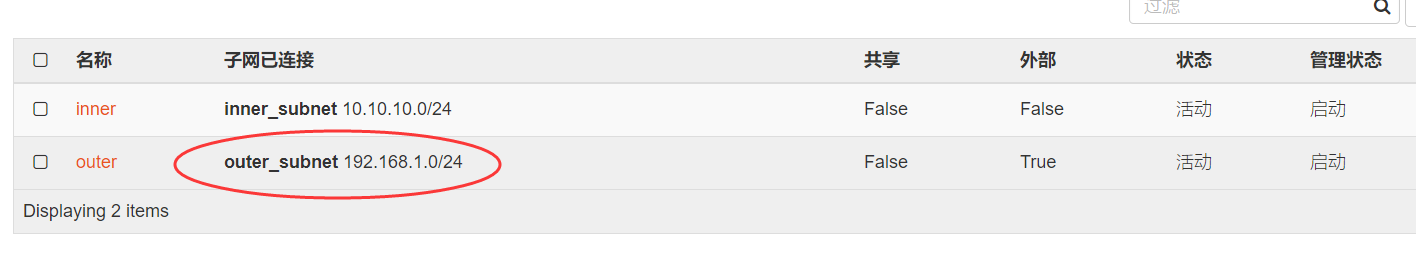 过滤
名称 子网已连接 共享 外部 状态 管理状态
inner inner_subnet 10.10.10.0/24 False False 活动 启动
outer outer_subnet 192.168.1.0/24 False True 活动 启动
Displaying 2 items